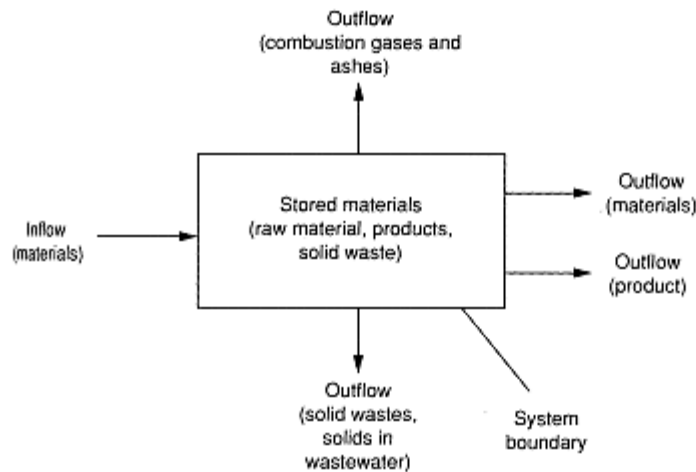 Outflow
(combustion gases and
ashes)
Stored materials
(raw material, products,
solid waste)
Inflow
(materials)
Outflow
(materials)
Outflow
(product)
Outflow
(solid wastes,
solids in
wastewater)
System
boundary